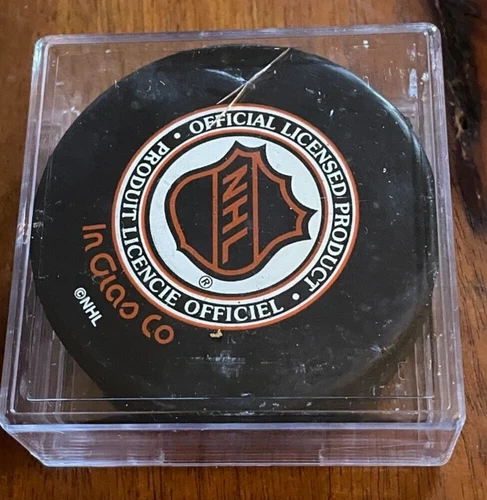 • OFFICIAL LICENSED PRODUCT •
PRODUIT LICENCIE OFFICIEL
NHL
®
In Glas Co
©NHL